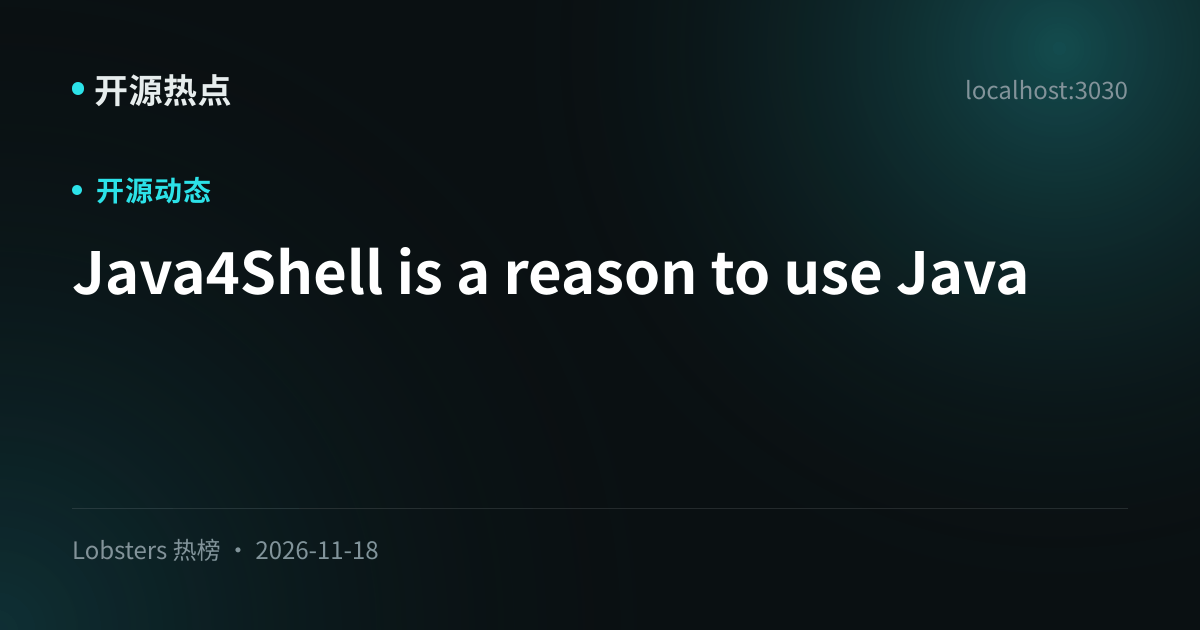 开源热点
localhost:3030
开源动态
Java4Shell is a reason to use Java
Lobsters 热榜 · 2026-11-18